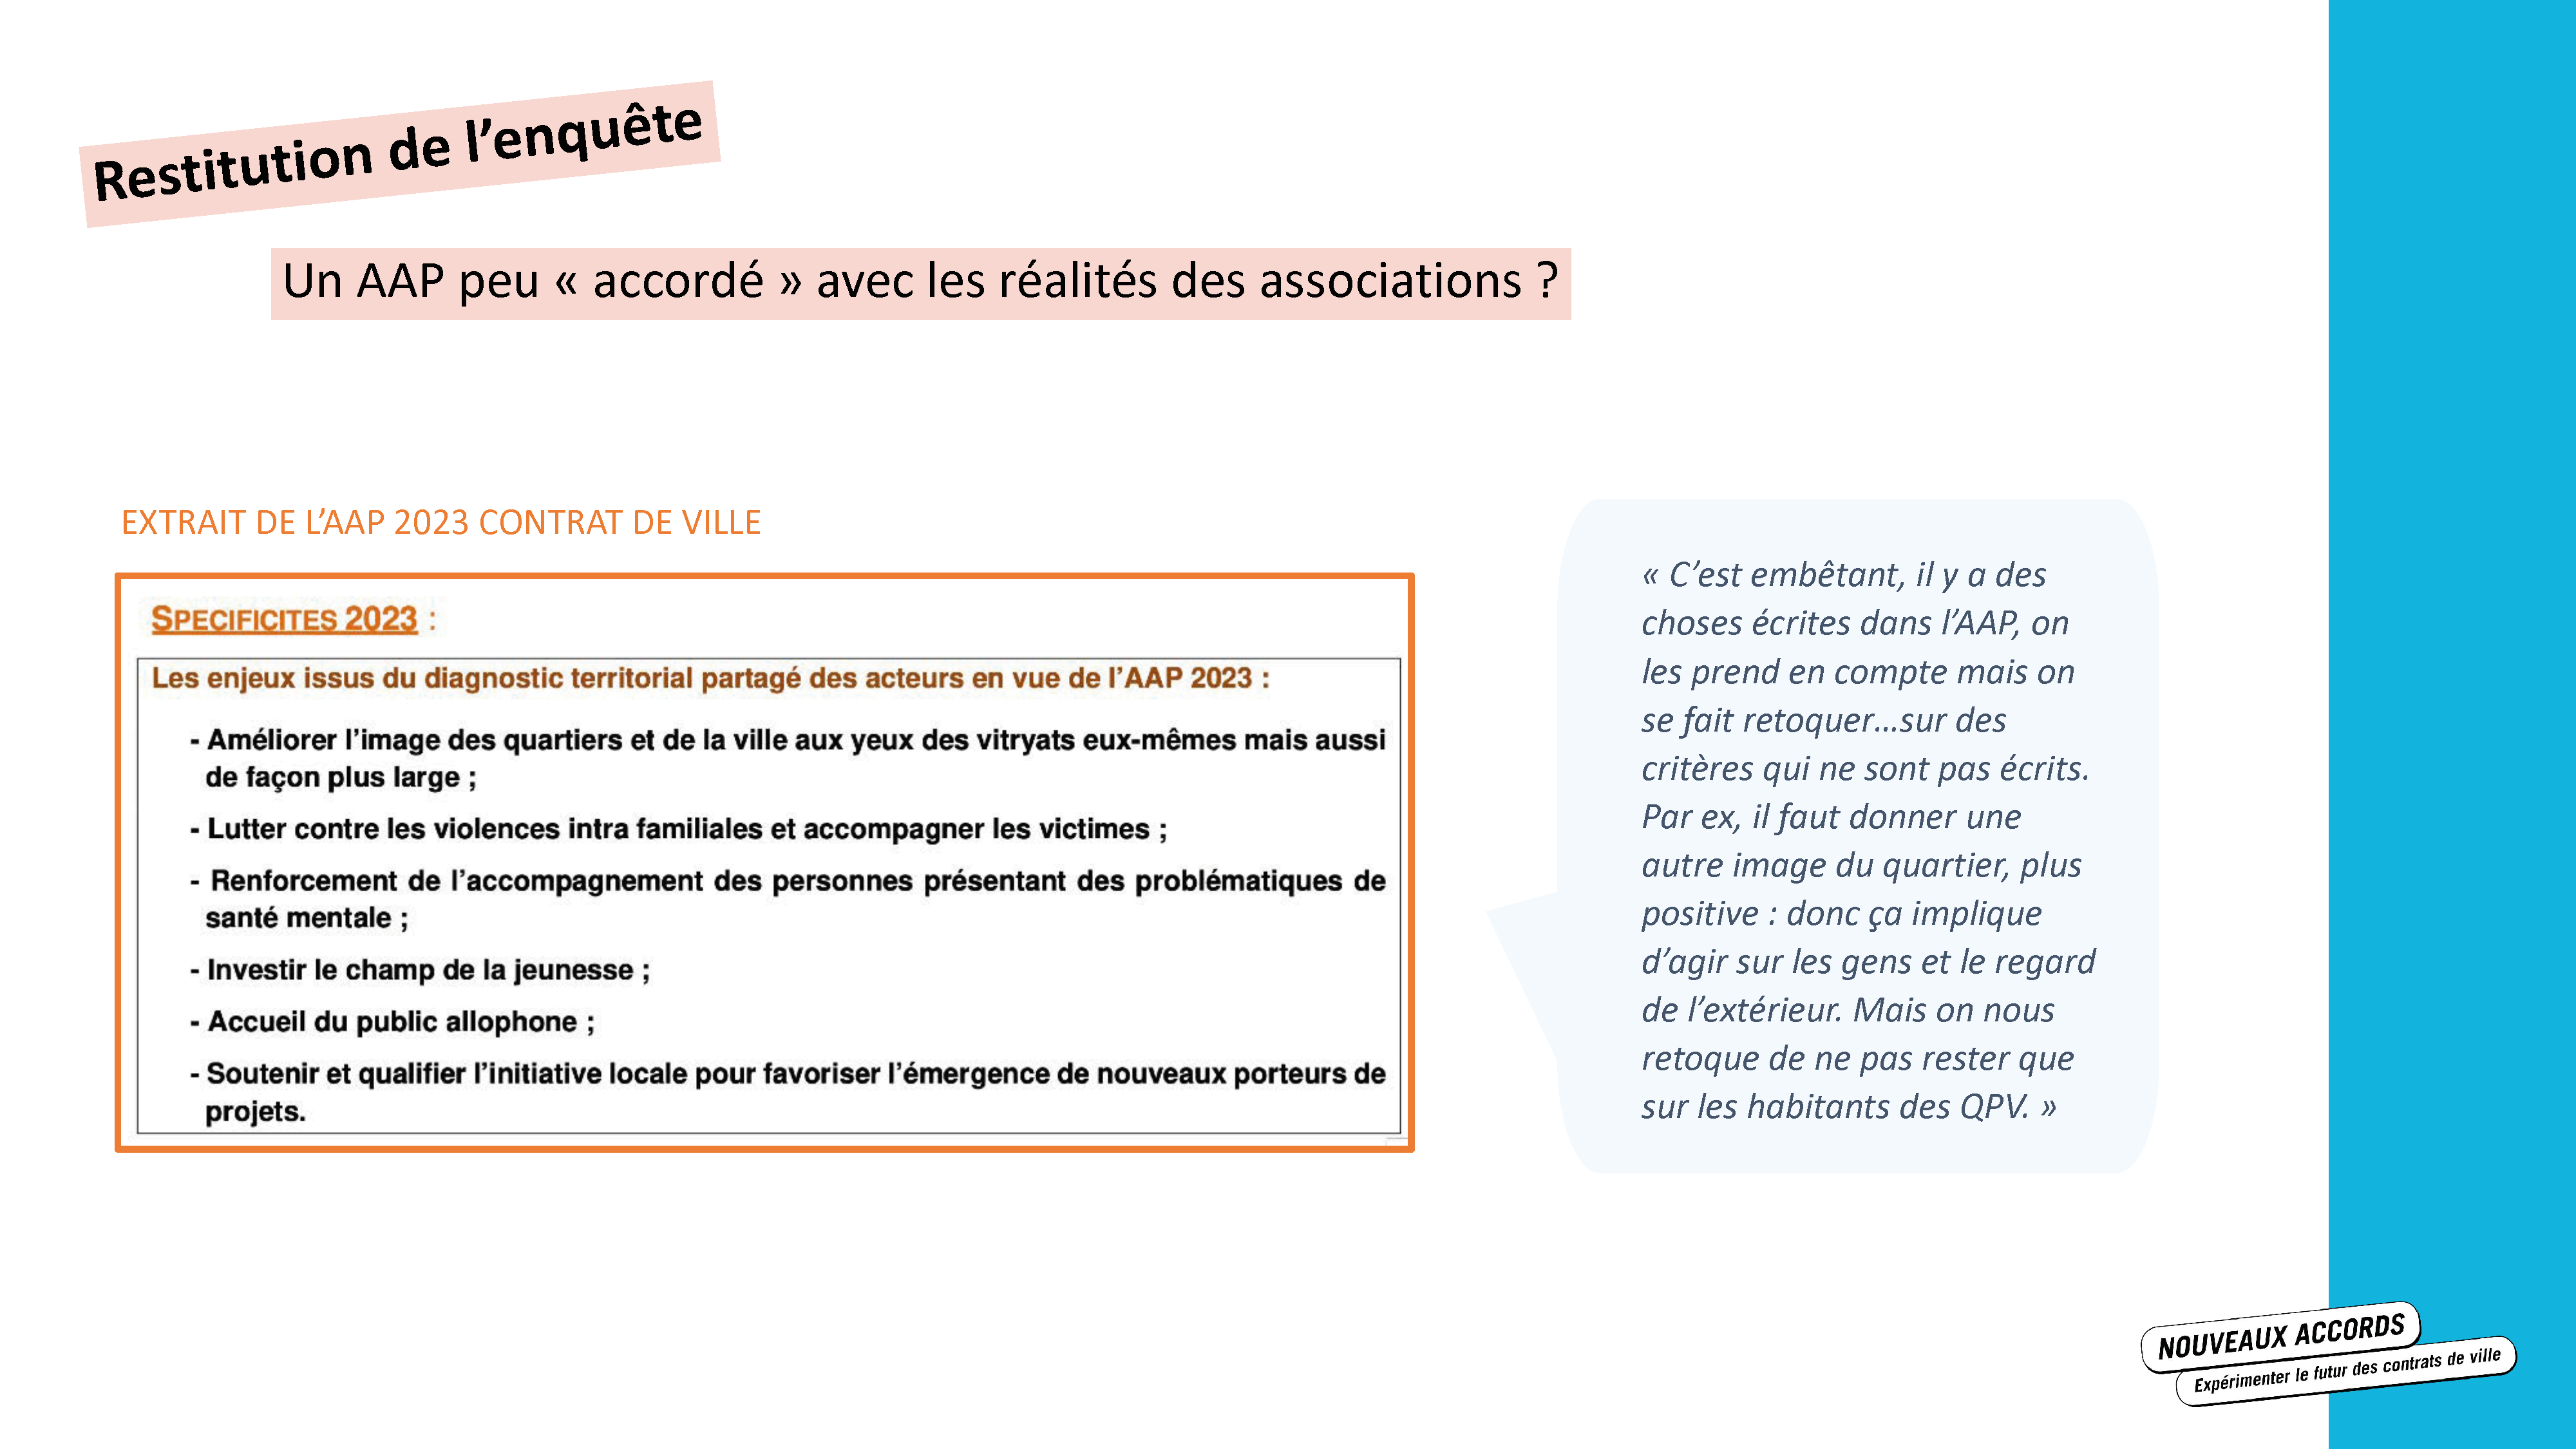 Restitution de l’enquête
Un AAP peu « accordé » avec les réalités des associations ?
EXTRAIT DE L’AAP 2023 CONTRAT DE VILLE
SPECIFICITES 2023 :
Les enjeux issus du diagnostic territorial partagé des acteurs en vue de l’AAP 2023 :
- Améliorer l’image des quartiers et de la ville aux yeux des vitryats eux-mêmes mais aussi
de façon plus large ;
- Lutter contre les violences intra familiales et accompagner les victimes ;
- Renforcement de l’accompagnement des personnes présentant des problématiques de
santé mentale ;
- Investir le champ de la jeunesse ;
- Accueil du public allophone ;
- Soutenir et qualifier l’initiative locale pour favoriser l’émergence de nouveaux porteurs de
projets.
« C’est embêtant, il y a des
choses écrites dans l’AAP, on
les prend en compte mais on
se fait retoquer…sur des
critères qui ne sont pas écrits.
Par ex, il faut donner une
autre image du quartier, plus
positive : donc ça implique
d’agir sur les gens et le regard
de l’extérieur. Mais on nous
retoque de ne pas rester que
sur les habitants des QPV. »
NOUVEAUX ACCORDS
Expérimenter le futur des contrats de ville